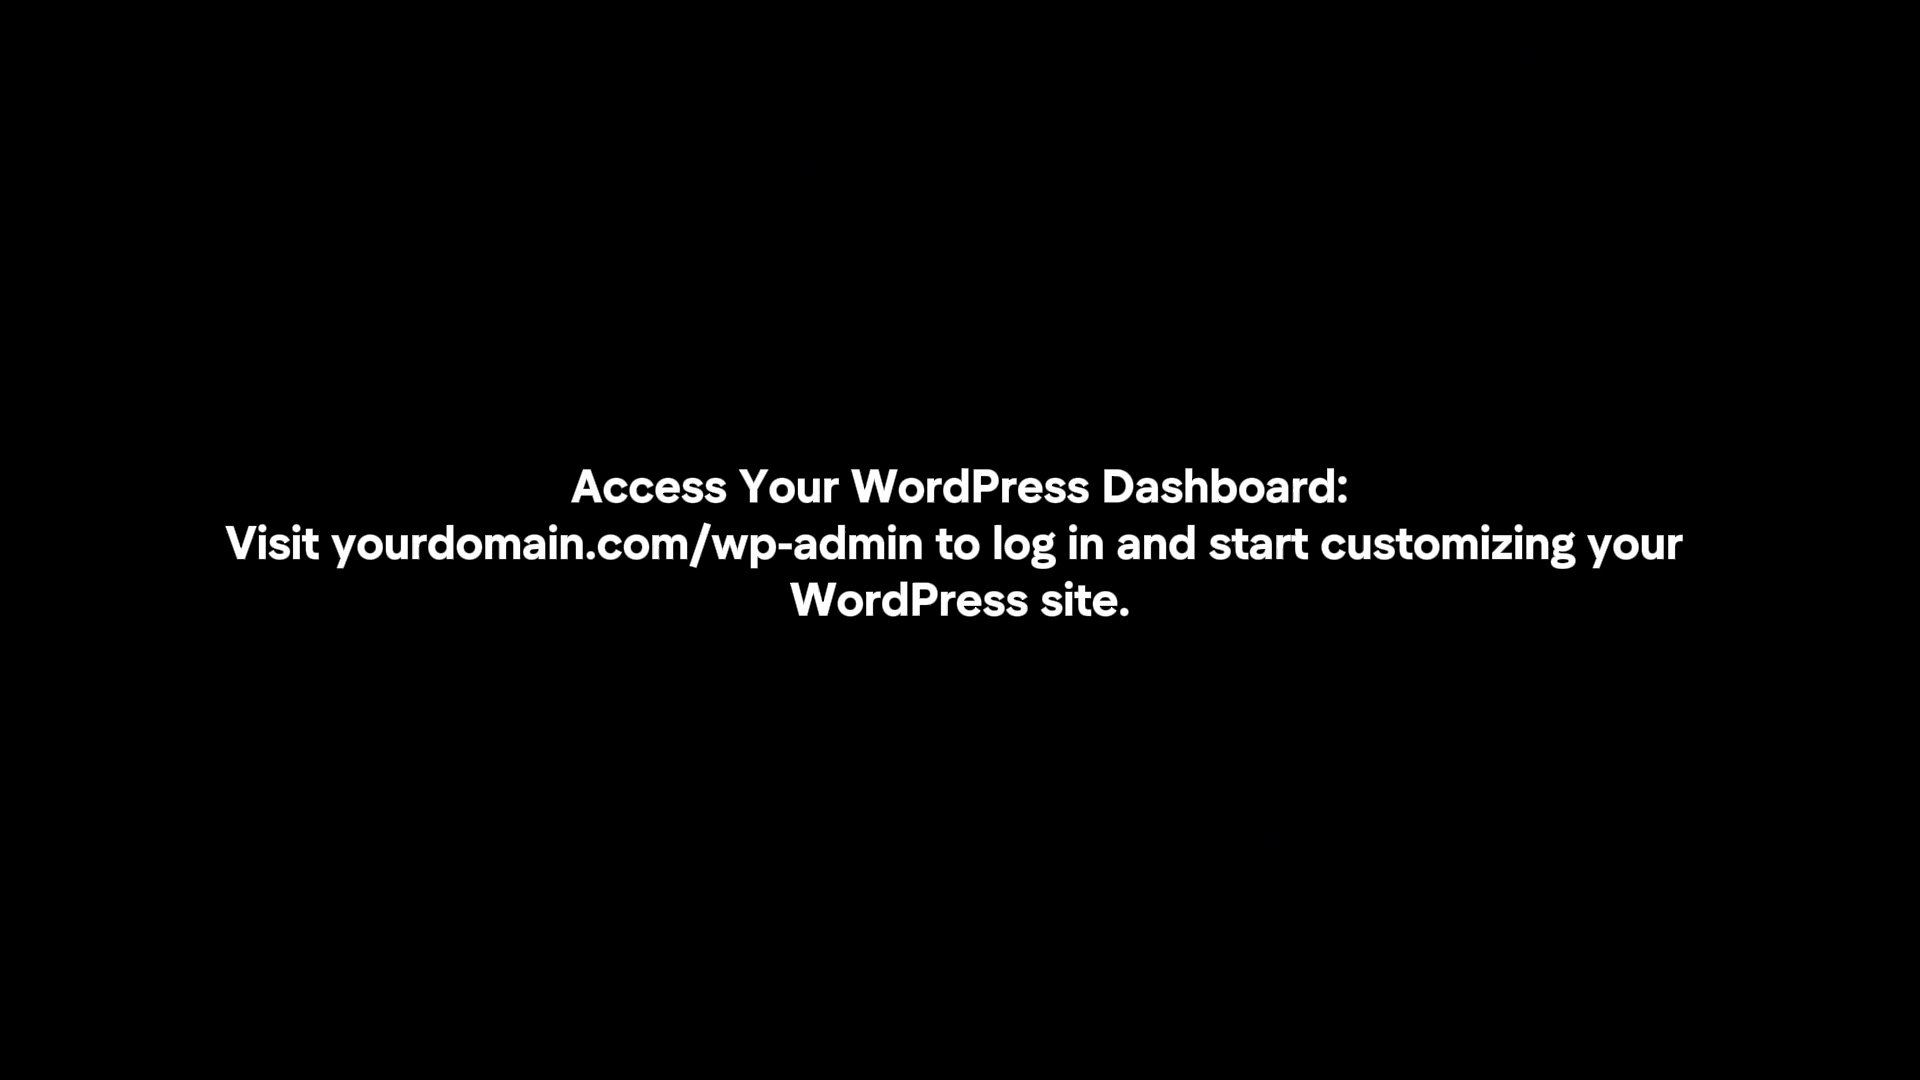 Access Your WordPress Dashboard:
Visit yourdomain.com/wp-admin to log in and start customizing your
WordPress site.